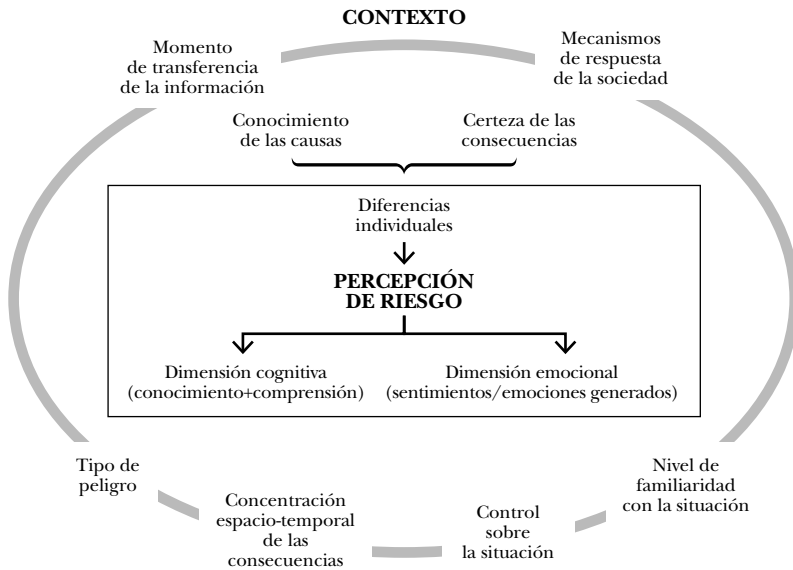 CONTEXTO
Momento
de transferencia
de la información
Mecanismos
de respuesta
de la sociedad
Conocimiento
de las causas
Certeza de las
consecuencias
Diferencias
individuales
PERCEPCIÓN
DE RIESGO
Dimensión cognitiva
(conocimiento+comprensión)
Dimensión emocional
(sentimientos/emociones generados)
Tipo de
peligro
Concentración
espacio-temporal
de las
consecuencias
Control
sobre
la situación
Nivel de
familiaridad
con la situación